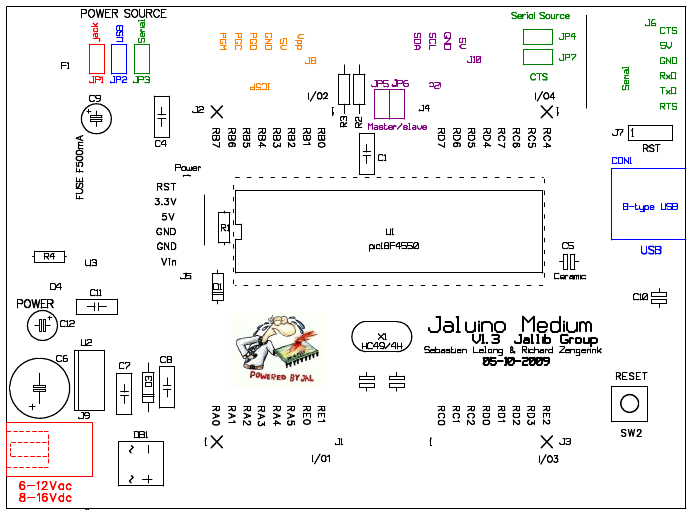 POWER SOURCE
jack
USB
Serial
F1
JP1
JP2
JP3
C9
C4
FUSE F500mA
PGM
PGC
PGD
GND
5V
Vpp
J8
ICSP
J2
I/O2
RB7
RB6
RB5
RB4
RB3
RB2
RB1
RB0
R3
R2
JP5
JP6
Master/slave
SDA
SCL
GND
5V
J10
J4
I/O4
RD7
RD6
RD5
RD4
RC7
RC6
RC5
RC4
Serial Source
JP4
JP7
CTS
J6
Serial
CTS
5V
GND
RxD
TxD
RTS
J7
1
RST
CON1
B-type USB
USB
C1
Power
RST
3.3V
5V
GND
GND
Vin
J5
R1
U1
pic18F4550
C5
Ceramic
C10
R4
U3
D4
POWER
C11
C12
D1
C6
U2
J9
C7
D3
C8
POWERED BY JAL
X1
HC49/4H
Jaluino Medium
V1.3 Jallib Group
Sebastien Lelong & Richard Zengerink
05-10-2009
RESET
SW2
6-12Vac
8-16Vdc
DB1
~ +
~ -
1
RA0
RA1
RA2
RA3
RA4
RA5
RE0
RE1
J1
I/O1
1
RC0
RC1
RC2
RD0
RD1
RD2
RD3
RE2
J3
I/O3